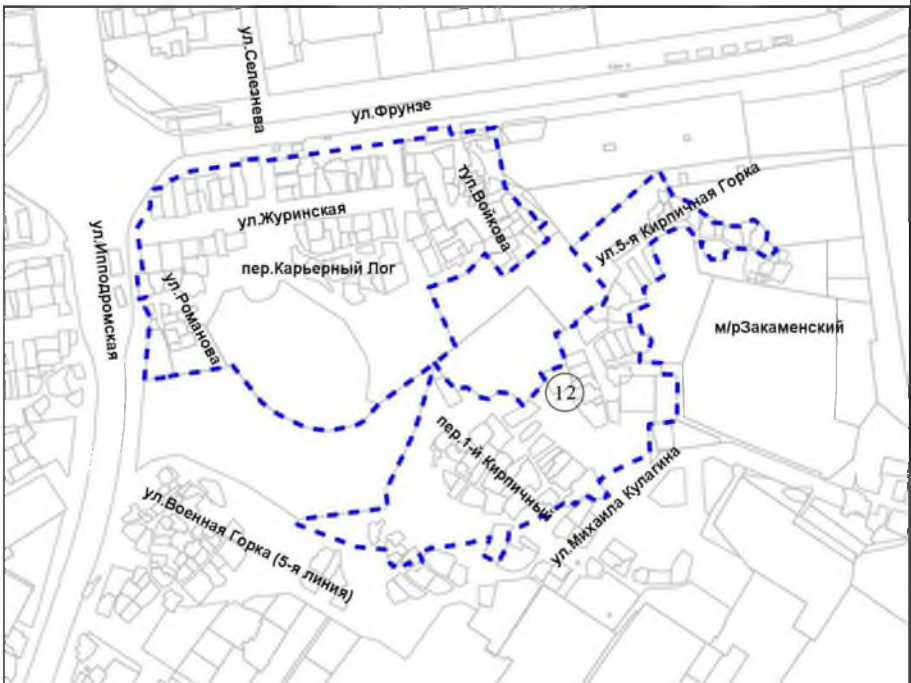 ул.Селезнева
ул.Фрунзе
туп.Войкова
ул.5-я Кирпичная Горка
ул.Журинская
ул.Ипподромская
пер.Карьерный Лог
ул.Романова
м/рЗакаменский
12
пер.1-й Кирпичный
ул.Михаила Кулагина
ул.Военная Горка (5-я линия)